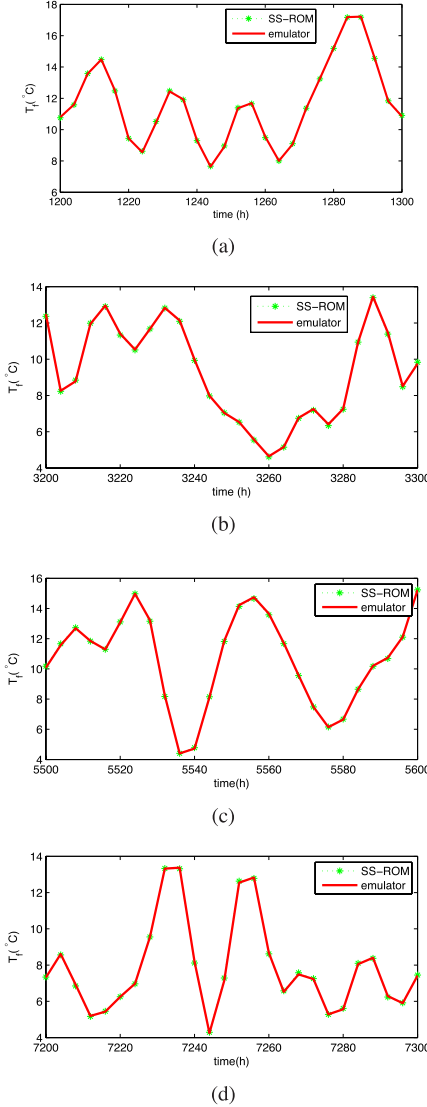 18
16
14
12
10
8
6
T_f(°C)
SS-ROM
emulator
1200 1220 1240 1260 1280 1300
time (h)
(a)
14
12
10
8
6
4
T_f(°C)
SS-ROM
emulator
3200 3220 3240 3260 3280 3300
time (h)
(b)
16
14
12
10
8
6
4
T_f(°C)
SS-ROM
emulator
5500 5520 5540 5560 5580 5600
time(h)
(c)
14
12
10
8
6
4
T_f(°C)
SS-ROM
emulator
7200 7220 7240 7260 7280 7300
time(h)
(d)